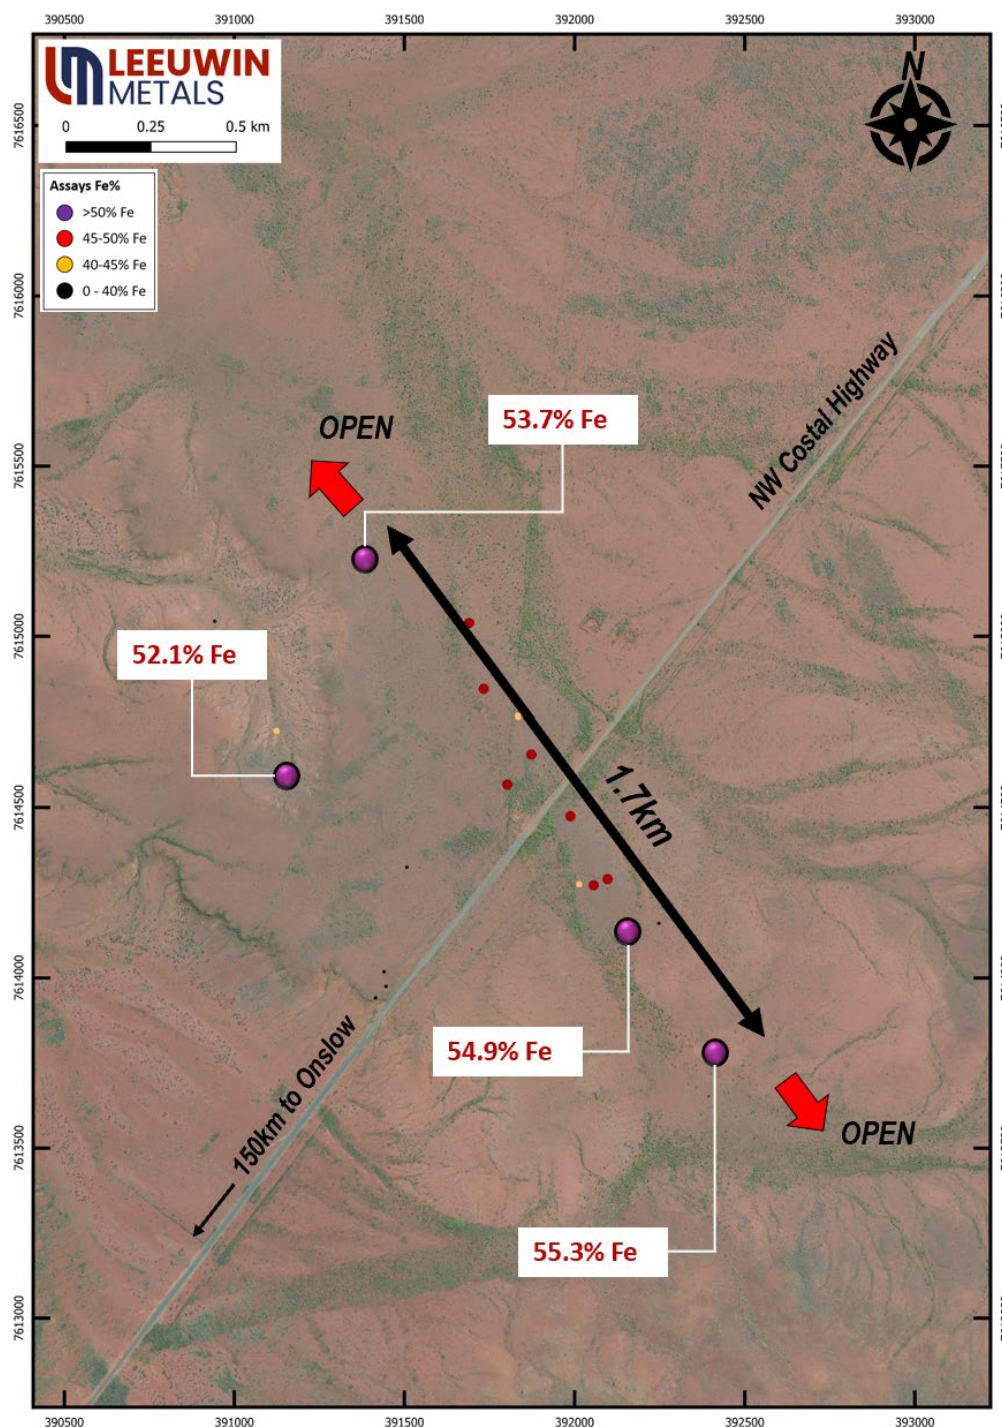 390500 391000 391500 392000 392500 393000
LEEUWIN
METALS
N
0 0.25 0.5 km
7616500
Assays Fe%
>50% Fe
45-50% Fe
40-45% Fe
0 - 40% Fe
7616000
NW Costal Highway
53.7% Fe
OPEN
7615500
7615000
52.1% Fe
1.7km
7614500
7614000
54.9% Fe
150km to Onslow
OPEN
7613500
55.3% Fe
7613000
390500 391000 391500 392000 392500 393000